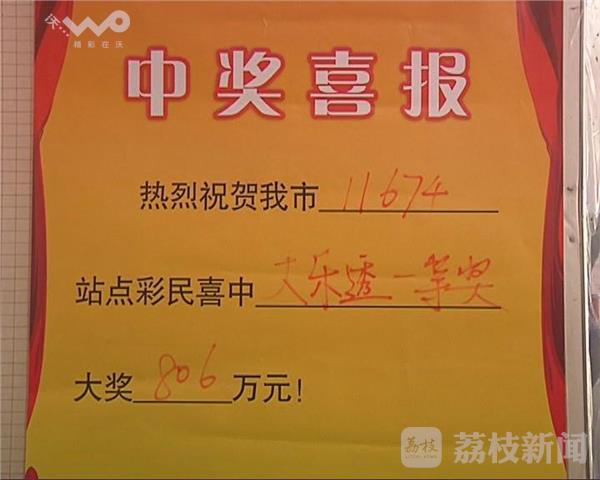 沃...
精彩在沃
中奖喜报
热烈祝贺我市11674
站点彩民喜中大乐透一等奖
大奖806万元!
荔枝
荔枝新闻